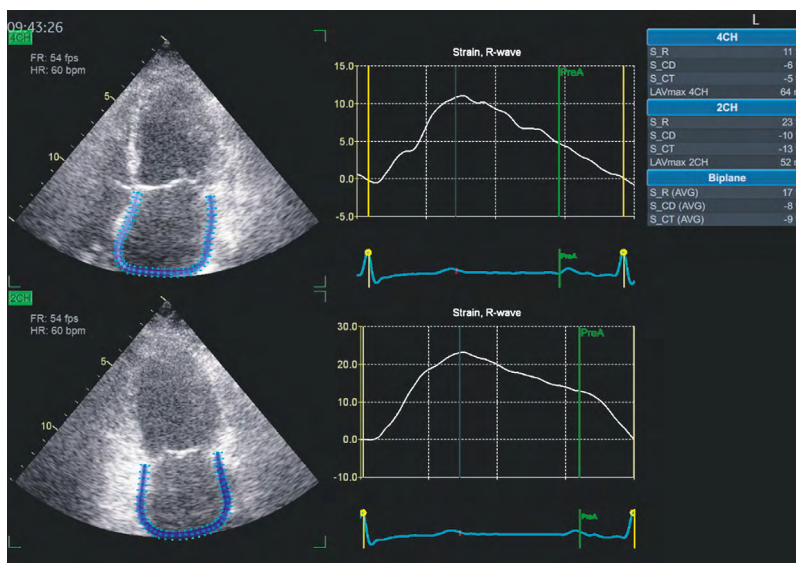 09:43:26
4CH
FR: 54 fps
HR: 60 bpm
5
10
Strain, R-wave
15.0
10.0
5.0
0.0
-5.0
PreA
PreA
L
4CH
S_R 11
S_CD -6
S_CT -5
LAVmax 4CH 64
2CH
S_R 23
S_CD -10
S_CT -13
LAVmax 2CH 52
Biplane
S_R (AVG) 17
S_CD (AVG) -8
S_CT (AVG) -9
2CH
FR: 54 fps
HR: 60 bpm
5
10
Strain, R-wave
30.0
20.0
10.0
0.0
-10.0
PreA
PreA